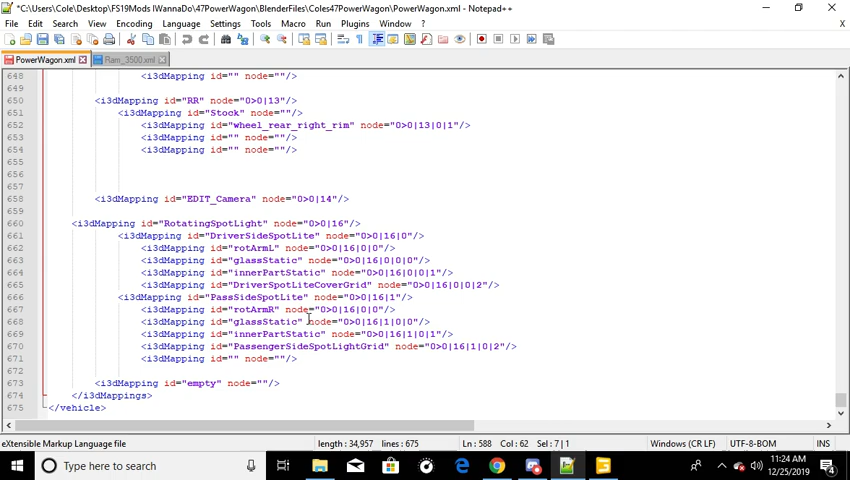 *C:\Users\Cole\Desktop\FS19Mods IWannaDo\47PowerWagon\BlenderFiles\Coles47PowerWagon\PowerWagon.xml - Notepad++
File Edit Search View Encoding Language Settings Tools Macro Run Plugins Window ?
X
PowerWagon.xml Ram_3500.xml
648 <i3dMapping id="" node=""/>
649
650 <i3dMapping id="RR" node="0>0|13">
651 <i3dMapping id="Stock" node="0>0|13|0"/>
652 <i3dMapping id="wheel_rear_right_rim" node="0>0|13|0|1"/>
653 <i3dMapping id="" node=""/>
654 <i3dMapping id="" node=""/>
655
656
657
658 <i3dMapping id="EDIT_Camera" node="0>0|14"/>
659
660 <i3dMapping id="RotatingSpotLight" node="0>0|16"/>
661 <i3dMapping id="DriverSideSpotLite" node="0>0|16|0"/>
662 <i3dMapping id="rotArmL" node="0>0|16|0|0"/>
663 <i3dMapping id="glassStatic" node="0>0|16|0|0|0"/>
664 <i3dMapping id="innerPartStatic" node="0>0|16|0|0|1"/>
665 <i3dMapping id="DriverSpotLiteCoverGrid" node="0>0|16|0|0|2"/>
666 <i3dMapping id="PassSideSpotLite" node="0>0|16|1"/>
667 <i3dMapping id="rotArmR" node="0>0|16|0|0"/>
668 <i3dMapping id="glassStatic" node="0>0|16|1|0|0"/>
669 <i3dMapping id="innerPartStatic" node="0>0|16|1|0|1"/>
670 <i3dMapping id="PassengerSideSpotLightGrid" node="0>0|16|1|0|2"/>
671 <i3dMapping id="" node=""/>
672
673 <i3dMapping id="empty" node=""/>
674 </i3dMappings>
675 </vehicle>
eXtensible Markup Language file length : 34,957 lines : 675 Ln : 588 Col : 62 Sel : 7 | 1 Windows (CR LF) UTF-8-BOM INS
Type here to search
11:24 AM
12/25/2019
4